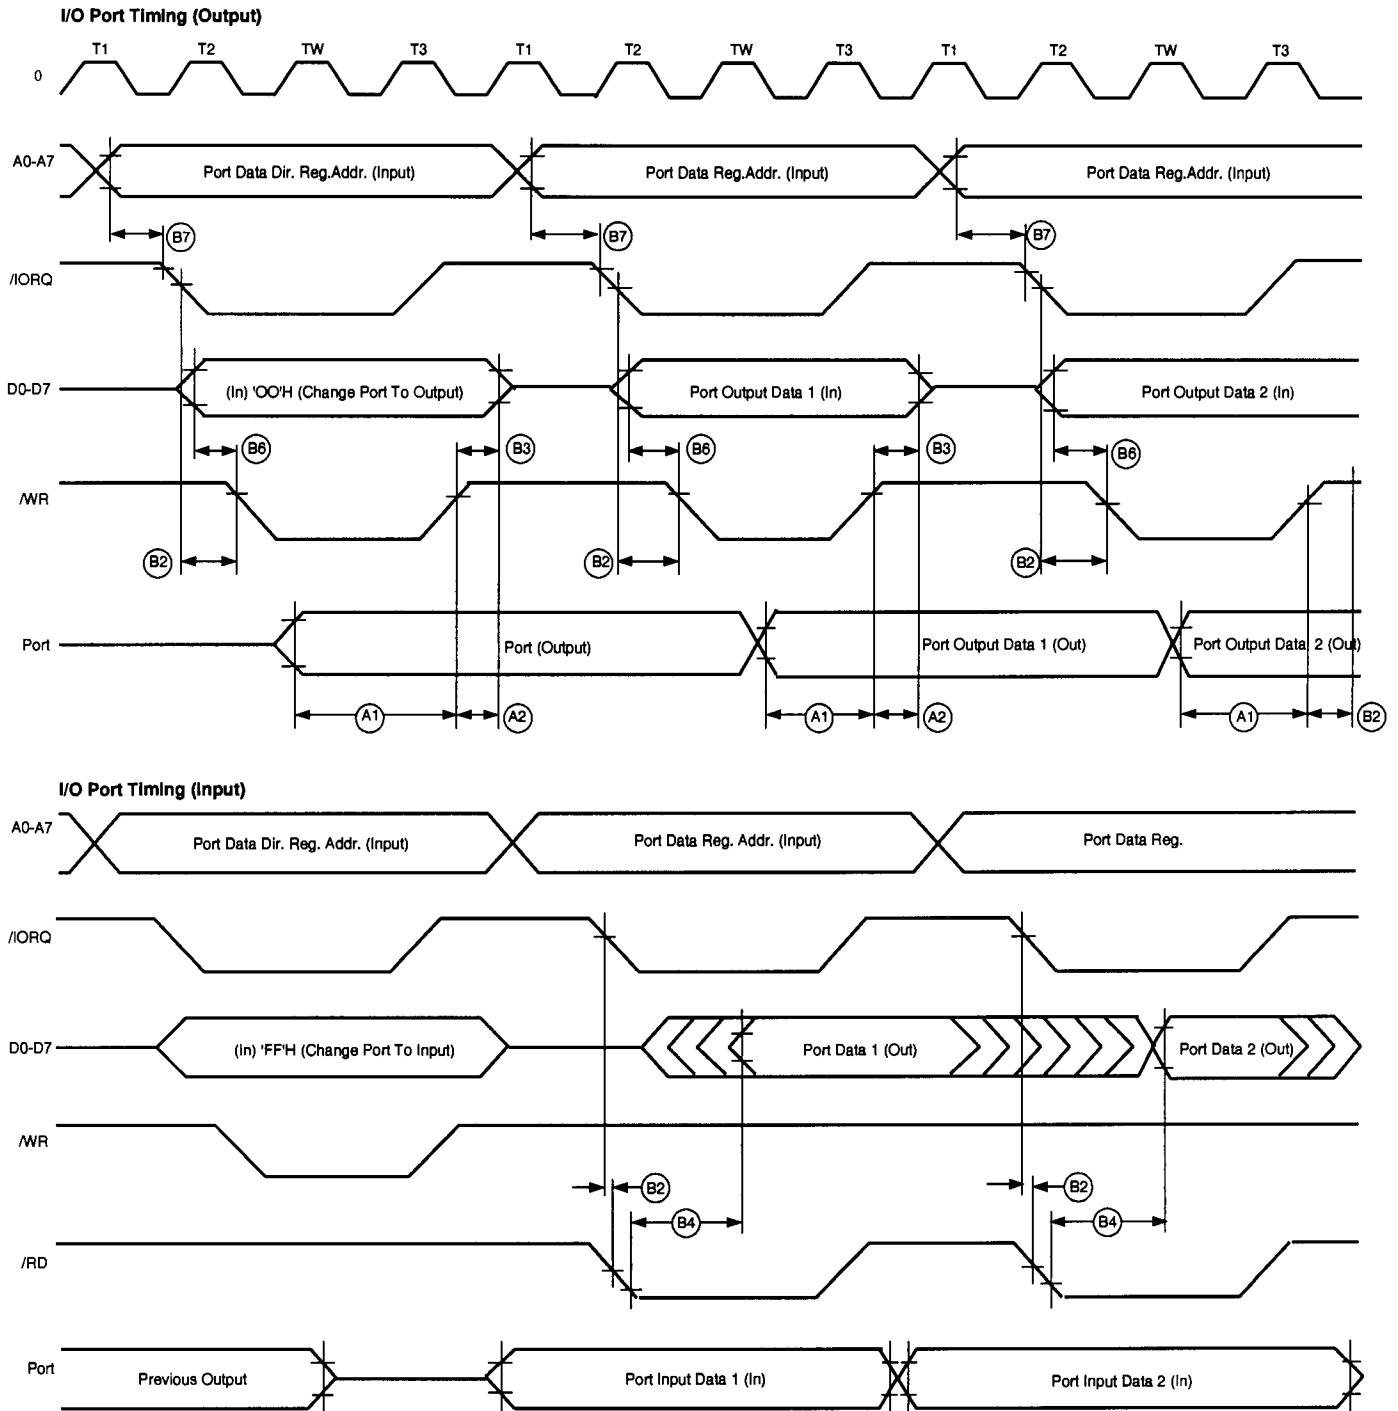 I/O Port Timing (Output)
T1 T2 TW T3 T1 T2 TW T3 T1 T2 TW T3
0
A0-A7 Port Data Dir. Reg.Addr. (Input) Port Data Reg.Addr. (Input) Port Data Reg.Addr. (Input)
B7 B7 B7
/IORQ
D0-D7 (In) 'OO'H (Change Port To Output) Port Output Data 1 (In) Port Output Data 2 (In)
B6 B3 B6 B3 B6
/WR
B2 B2 B2
Port Port (Output) Port Output Data 1 (Out) Port Output Data 2 (Out)
A1 A2 A1 A2 A1 B2
I/O Port Timing (Input)
A0-A7 Port Data Dir. Reg. Addr. (Input) Port Data Reg. Addr. (Input) Port Data Reg.
/IORQ
D0-D7 (In) 'FF'H (Change Port To Input) Port Data 1 (Out) Port Data 2 (Out)
/WR
B2 B2
B4 B4
/RD
Port Previous Output Port Input Data 1 (In) Port Input Data 2 (In)